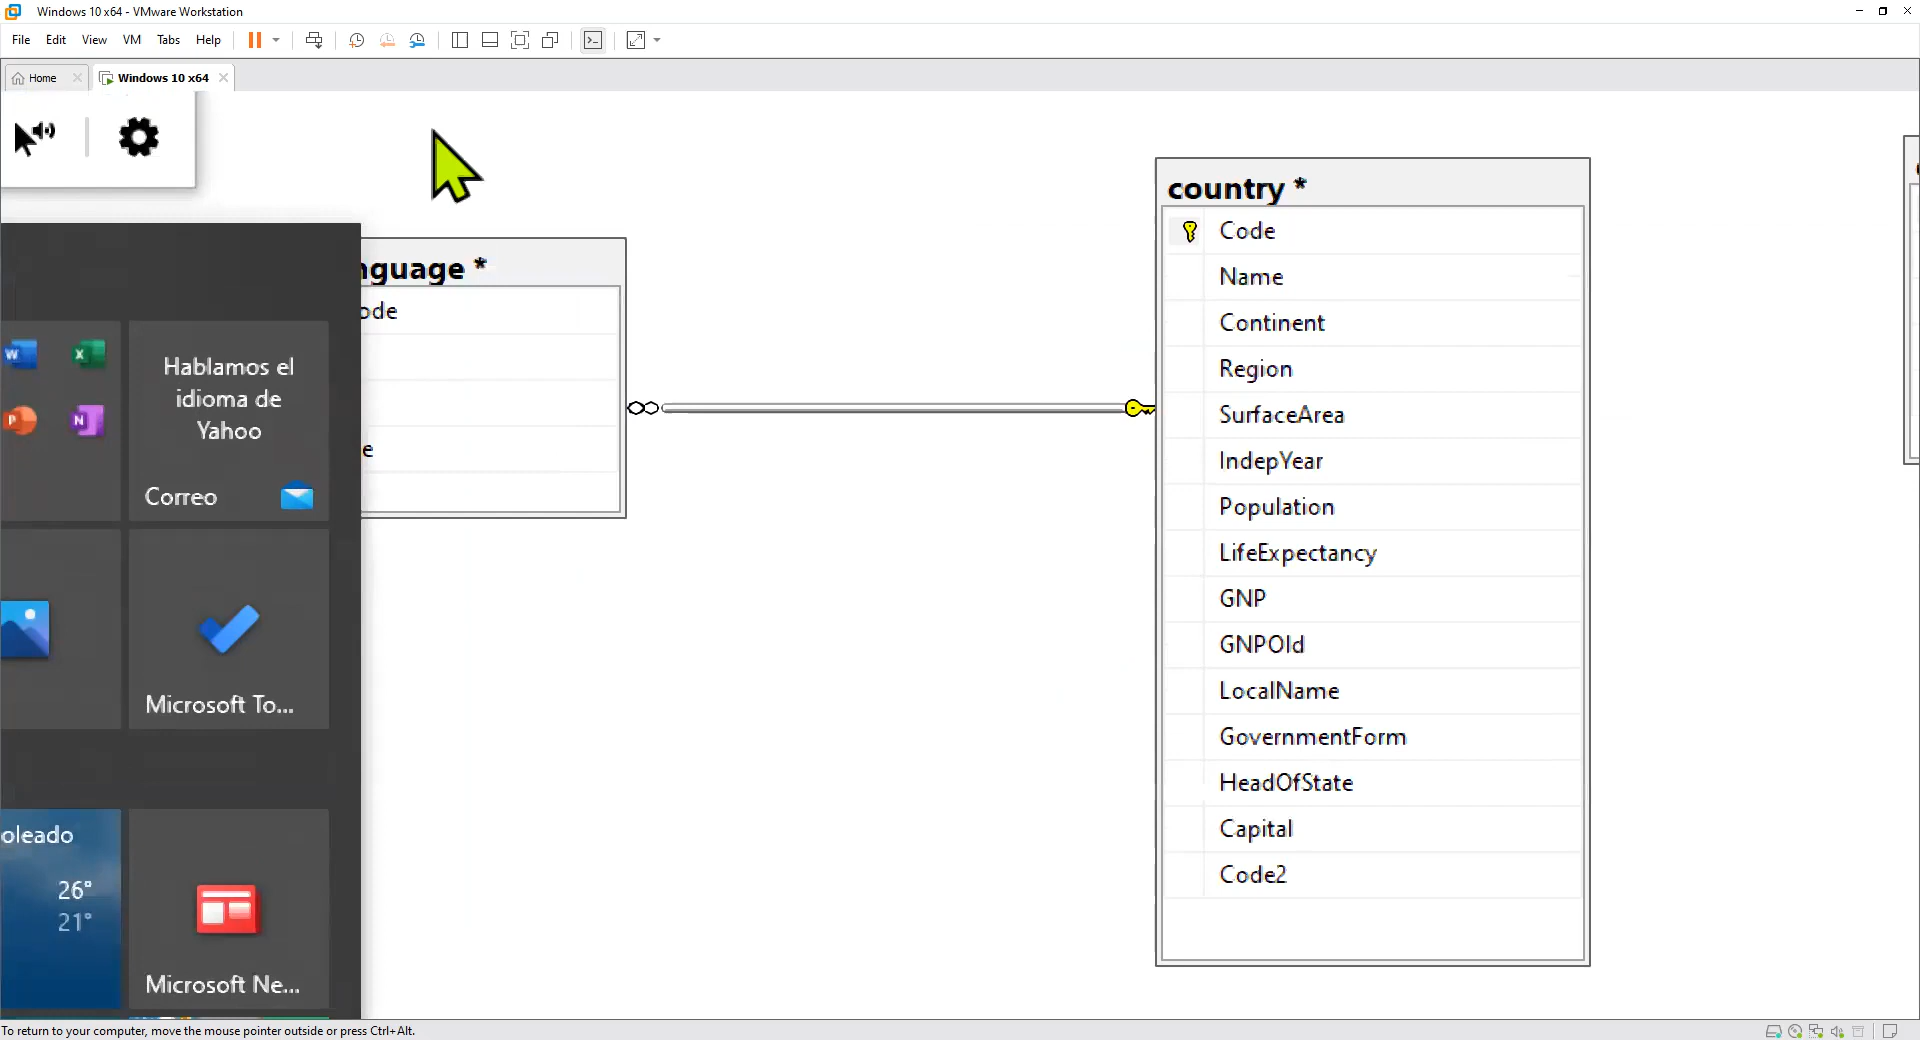 Windows 10 x64 - VMware Workstation
File Edit View VM Tabs Help
Home
Windows 10 x64
nguage *
ode
e
Hablamos el
idioma de
Yahoo
Correo
Microsoft To...
oleado
26°
21°
Microsoft Ne...
country *
Code
Name
Continent
Region
SurfaceArea
IndepYear
Population
LifeExpectancy
GNP
GNPOld
LocalName
GovernmentForm
HeadOfState
Capital
Code2
To return to your computer, move the mouse pointer outside or press Ctrl+Alt.